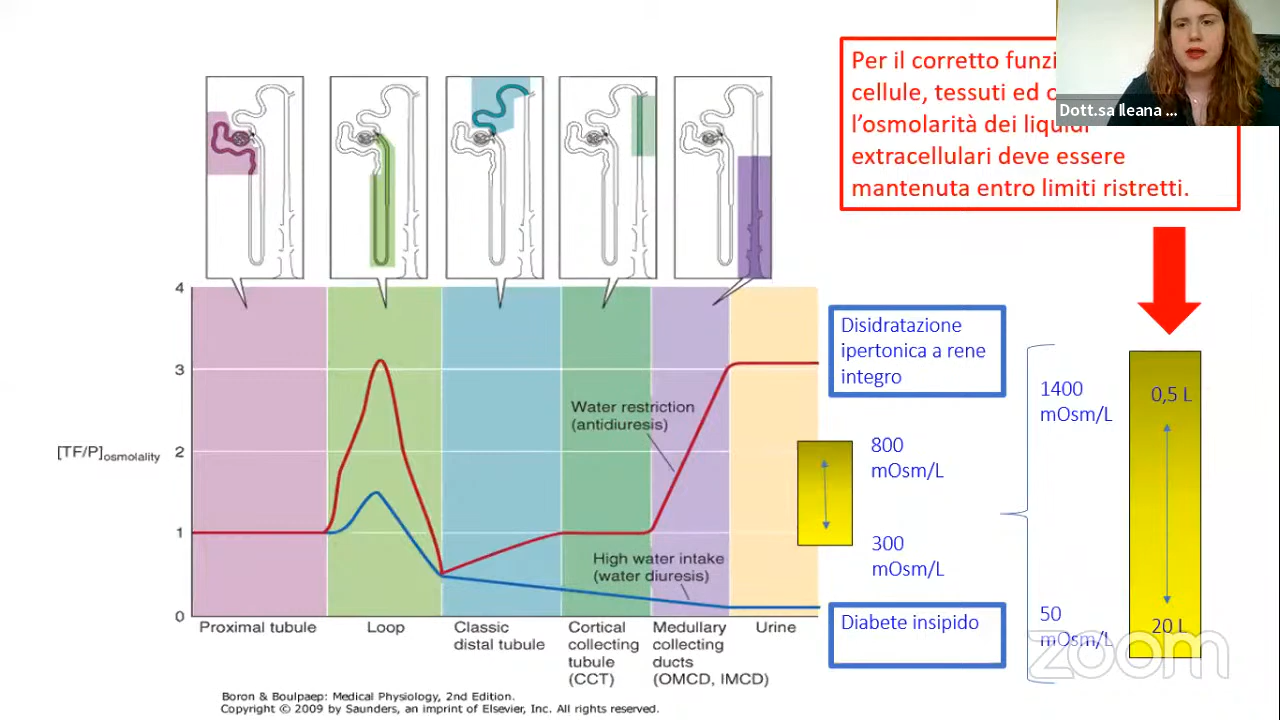 Per il corretto funzi
cellule, tessuti ed
l’osmolarità dei liquidi
extracellulari deve essere
mantenuta entro limiti ristretti.
Dott.sa Ileana ...
4
3
2
1
0
[TF/P]osmolality
Water restriction
(antidiuresis)
High water intake
(water diuresis)
Proximal tubule
Loop
Classic
distal tubule
Cortical
collecting
tubule
(CCT)
Medullary
collecting
ducts
(OMCD, IMCD)
Urine
Disidratazione
ipertonica a rene
integro
800
mOsm/L
300
mOsm/L
Diabete insipido
1400
mOsm/L
50
mOsm/L
0,5 L
20 L
zoom
Boron & Boulpaep: Medical Physiology, 2nd Edition.
Copyright © 2009 by Saunders, an imprint of Elsevier, Inc. All rights reserved.